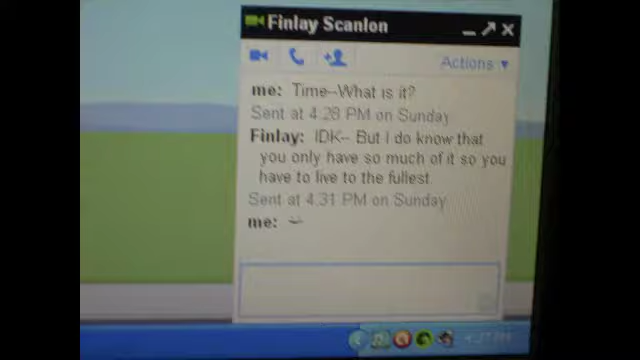 Finlay Scanlon
Actions
me: Time--What is it?
Sent at 4:28 PM on Sunday
Finlay: IDK-- But I do know that
you only have so much of it so you
have to live to the fullest.
Sent at 4:31 PM on Sunday
me: